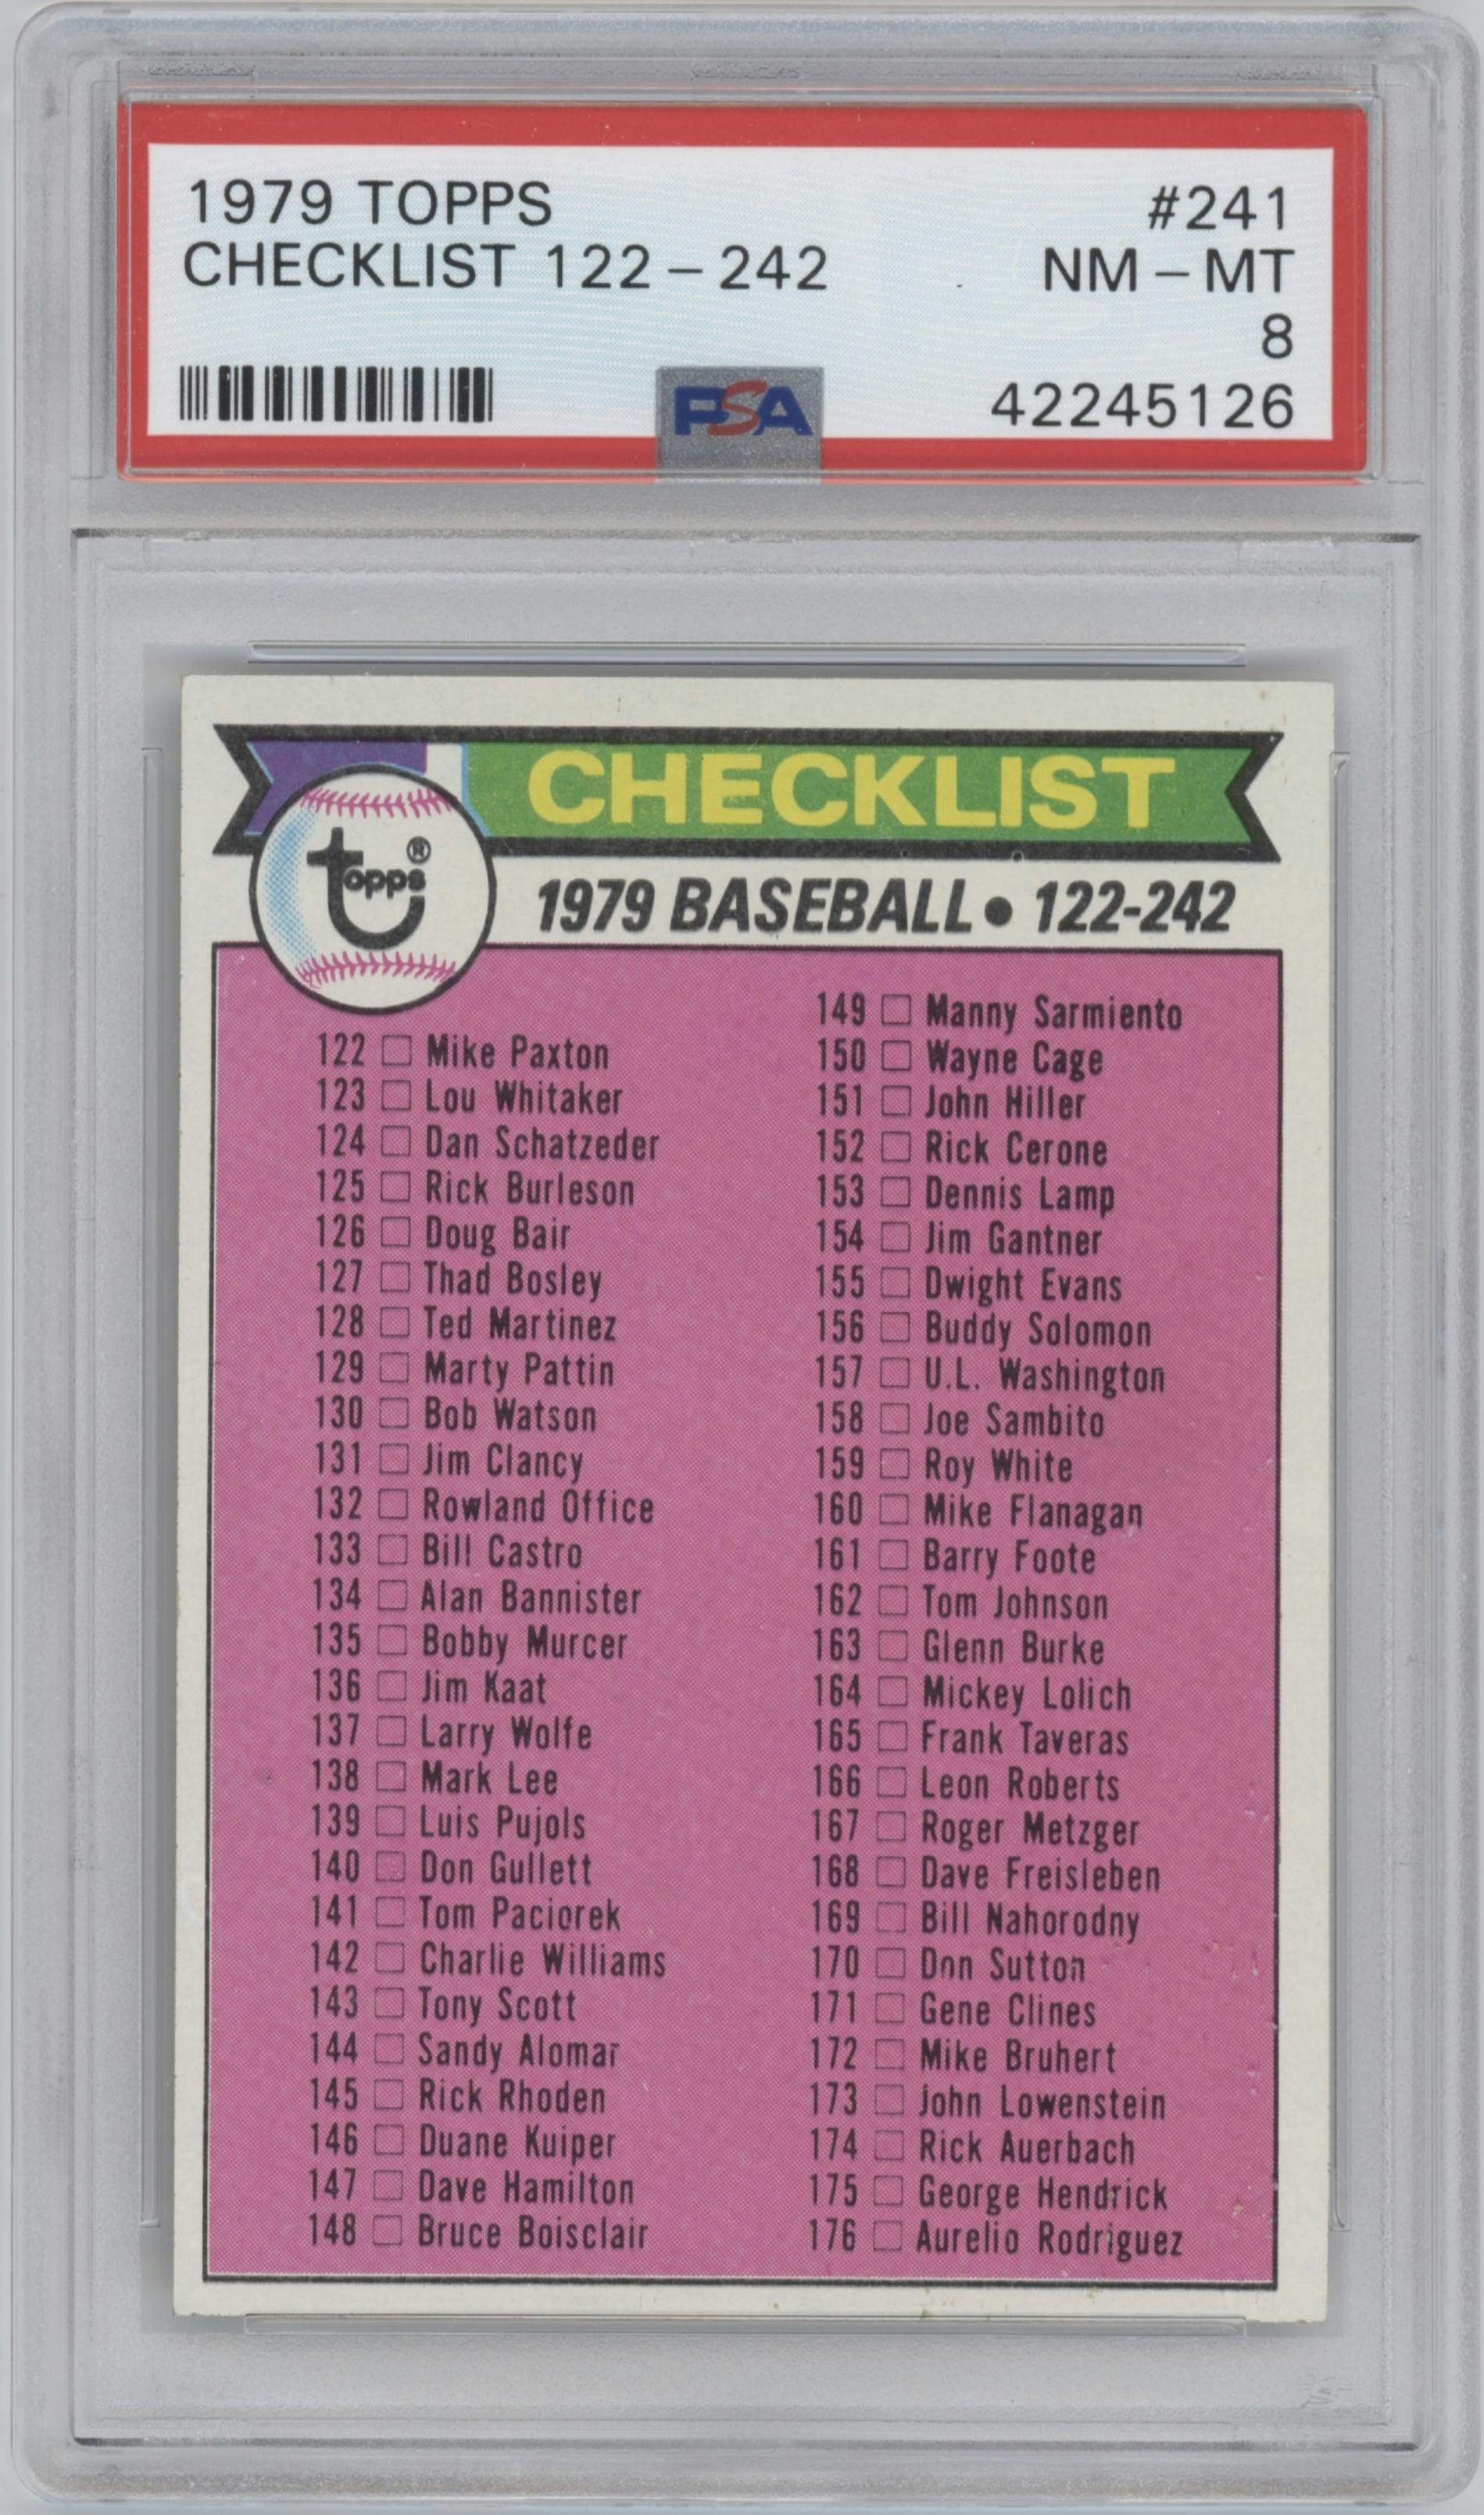 1979 TOPPS #241
CHECKLIST 122-242 NM-MT
8
PSA 42245126
CHECKLIST
topps®
1979 BASEBALL • 122-242
122 □ Mike Paxton
123 □ Lou Whitaker
124 □ Dan Schatzeder
125 □ Rick Burleson
126 □ Doug Bair
127 □ Thad Bosley
128 □ Ted Martinez
129 □ Marty Pattin
130 □ Bob Watson
131 □ Jim Clancy
132 □ Rowland Office
133 □ Bill Castro
134 □ Alan Bannister
135 □ Bobby Murcer
136 □ Jim Kaat
137 □ Larry Wolfe
138 □ Mark Lee
139 □ Luis Pujols
140 □ Don Gullett
141 □ Tom Paciorek
142 □ Charlie Williams
143 □ Tony Scott
144 □ Sandy Alomar
145 □ Rick Rhoden
146 □ Duane Kuiper
147 □ Dave Hamilton
148 □ Bruce Boisclair
149 □ Manny Sarmiento
150 □ Wayne Cage
151 □ John Hiller
152 □ Rick Cerone
153 □ Dennis Lamp
154 □ Jim Gantner
155 □ Dwight Evans
156 □ Buddy Solomon
157 □ U.L. Washington
158 □ Joe Sambito
159 □ Roy White
160 □ Mike Flanagan
161 □ Barry Foote
162 □ Tom Johnson
163 □ Glenn Burke
164 □ Mickey Lolich
165 □ Frank Taveras
166 □ Leon Roberts
167 □ Roger Metzger
168 □ Dave Freisleben
169 □ Bill Nahorodny
170 □ Don Sutton
171 □ Gene Clines
172 □ Mike Bruhert
173 □ John Lowenstein
174 □ Rick Auerbach
175 □ George Hendrick
176 □ Aurelio Rodriguez